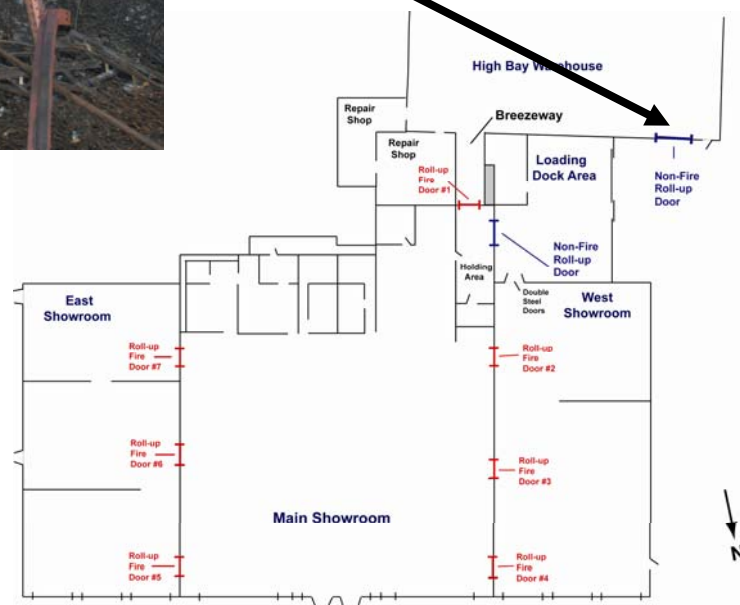 High Bay Warehouse
Repair
Shop
Breezeway
Repair
Shop
Loading
Dock Area
Roll-up
Fire
Door #1
Non-Fire
Roll-up
Door
Non-Fire
Roll-up
Door
Holding
Area
Double
Steel
Doors
East
Showroom
West
Showroom
Roll-up
Fire
Door #7
Roll-up
Fire
Door #2
Roll-up
Fire
Door #6
Roll-up
Fire
Door #3
Main Showroom
Roll-up
Fire
Door #5
Roll-up
Fire
Door #4
N